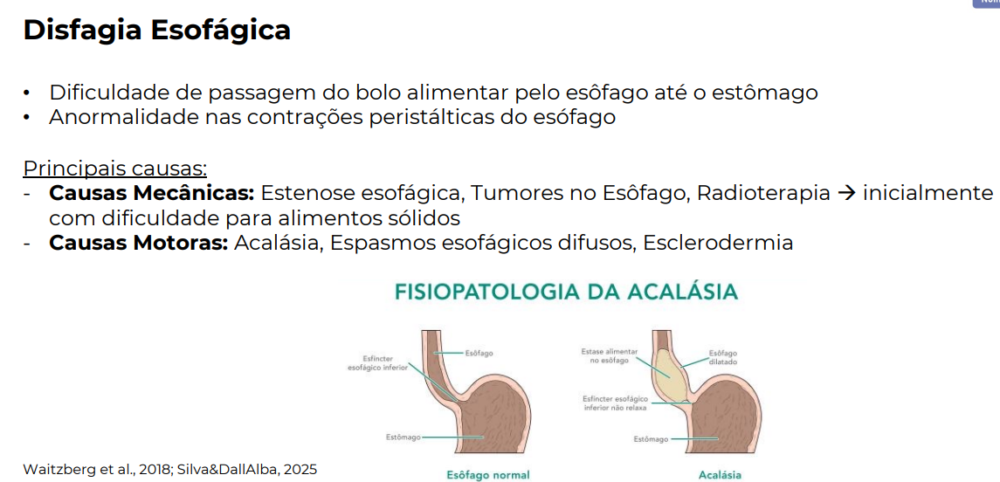 Disfagia Esofágica
• Dificuldade de passagem do bolo alimentar pelo esôfago até o estômago
• Anormalidade nas contrações peristálticas do esófago
Principais causas:
- Causas Mecânicas: Estenose esofágica, Tumores no Esôfago, Radioterapia → inicialmente
com dificuldade para alimentos sólidos
- Causas Motoras: Acalásia, Espasmos esofágicos difusos, Esclerodermia
FISIOPATOLOGIA DA ACALÁSIA
Esfíncter
esofágico inferior
Esôfago
Estômago
Esôfago normal
Estase alimentar
no esôfago
Esôfago
dilatado
Esfíncter esofágico
inferior não relaxa
Estômago
Acalásia
Waitzberg et al., 2018; Silva&DallAlba, 2025